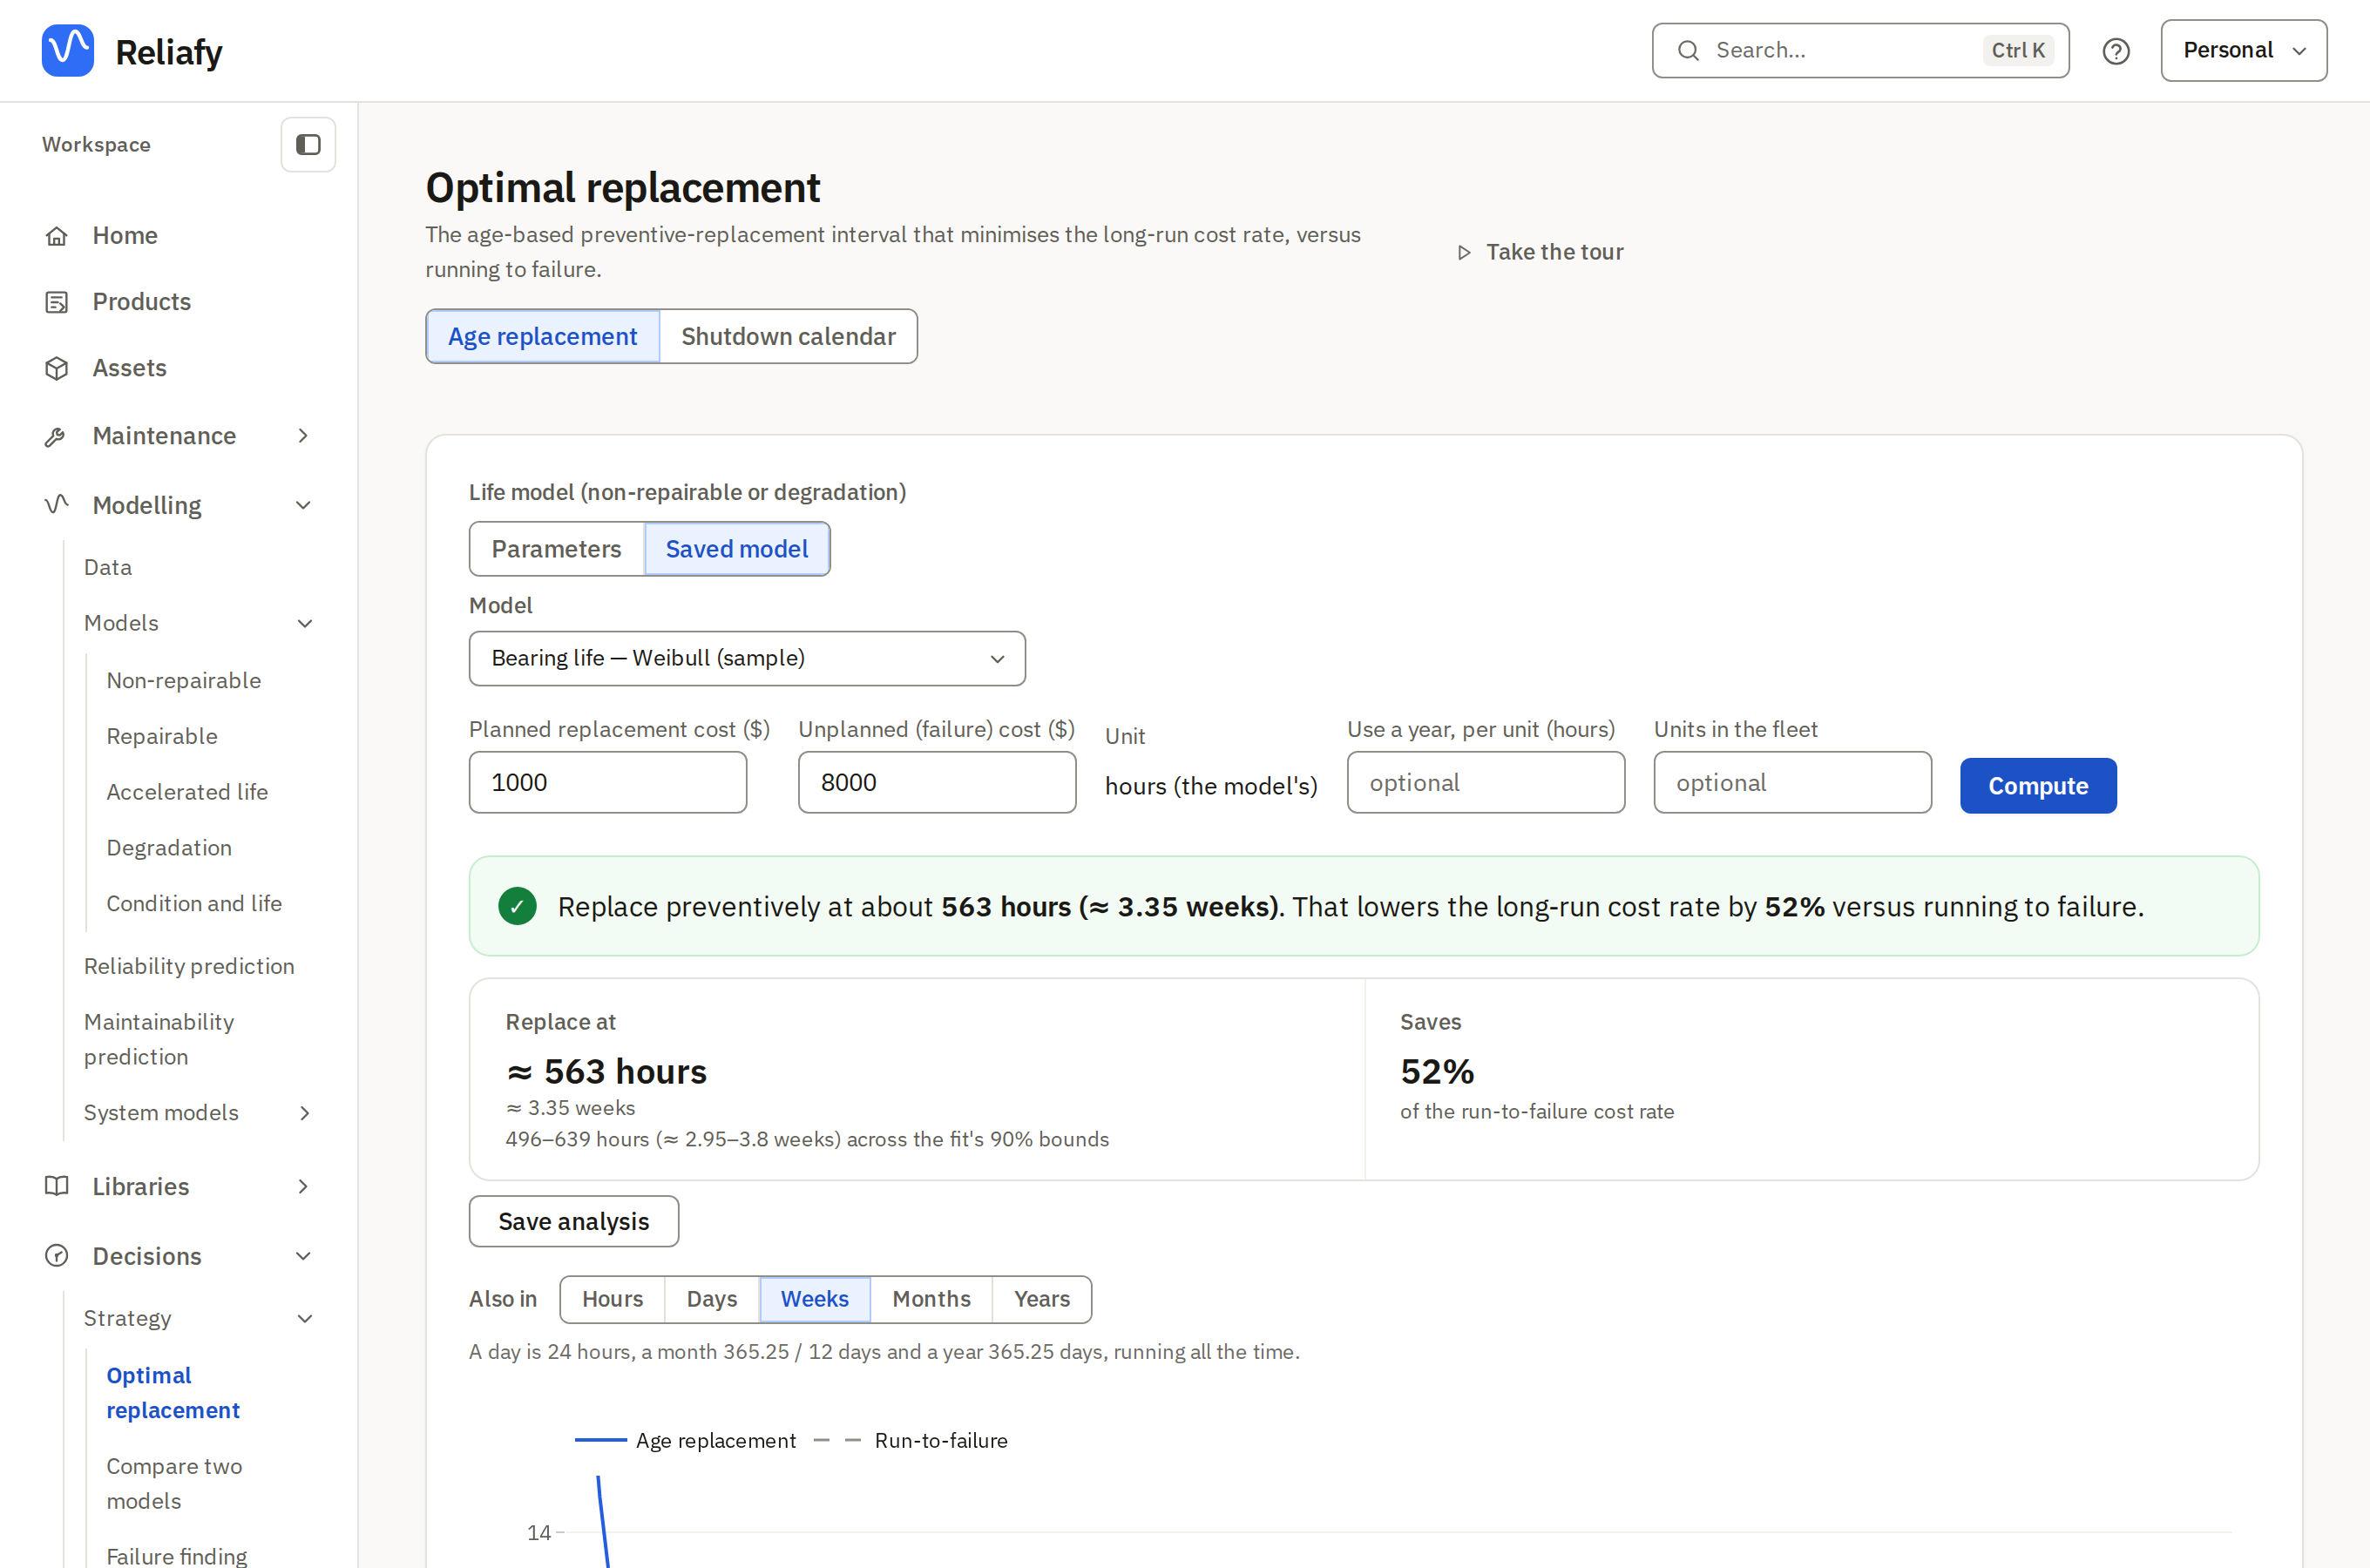 Reliafy
Search...
Ctrl K
Personal
Workspace
Home
Products
Assets
Maintenance
Modelling
Data
Models
Non-repairable
Repairable
Accelerated life
Degradation
Condition and life
Reliability prediction
Maintainability
prediction
System models
Libraries
Decisions
Strategy
Optimal
replacement
Compare two
models
Failure finding
Optimal replacement
The age-based preventive-replacement interval that minimises the long-run cost rate, versus
running to failure.
Take the tour
Age replacement
Shutdown calendar
Life model (non-repairable or degradation)
Parameters
Saved model
Model
Bearing life — Weibull (sample)
Planned replacement cost ($)
1000
Unplanned (failure) cost ($)
8000
Unit
hours (the model's)
Use a year, per unit (hours)
optional
Units in the fleet
optional
Compute
Replace preventively at about 563 hours (≈ 3.35 weeks). That lowers the long-run cost rate by 52% versus running to failure.
Replace at
≈ 563 hours
≈ 3.35 weeks
496–639 hours (≈ 2.95–3.8 weeks) across the fit's 90% bounds
Saves
52%
of the run-to-failure cost rate
Save analysis
Also in
Hours
Days
Weeks
Months
Years
A day is 24 hours, a month 365.25 / 12 days and a year 365.25 days, running all the time.
Age replacement
Run-to-failure
14